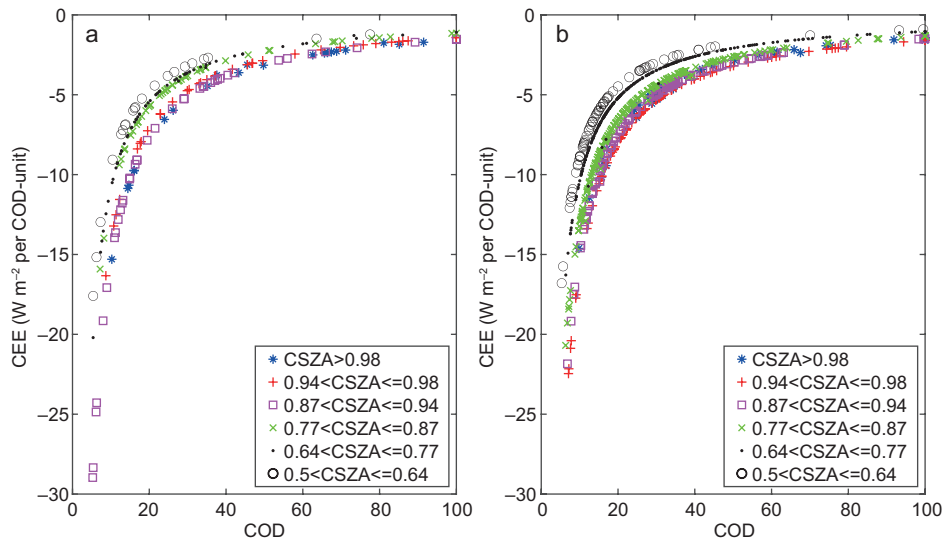 a
CEE (W m⁻² per COD-unit)
0
−5
−10
−15
−20
−25
−30
0 20 40 60 80 100
COD
CSZA>0.98
0.94<CSZA<=0.98
0.87<CSZA<=0.94
0.77<CSZA<=0.87
0.64<CSZA<=0.77
0.5<CSZA<=0.64
b
CEE (W m⁻² per COD-unit)
0
−5
−10
−15
−20
−25
−30
0 20 40 60 80 100
COD
CSZA>0.98
0.94<CSZA<=0.98
0.87<CSZA<=0.94
0.77<CSZA<=0.87
0.64<CSZA<=0.77
0.5<CSZA<=0.64